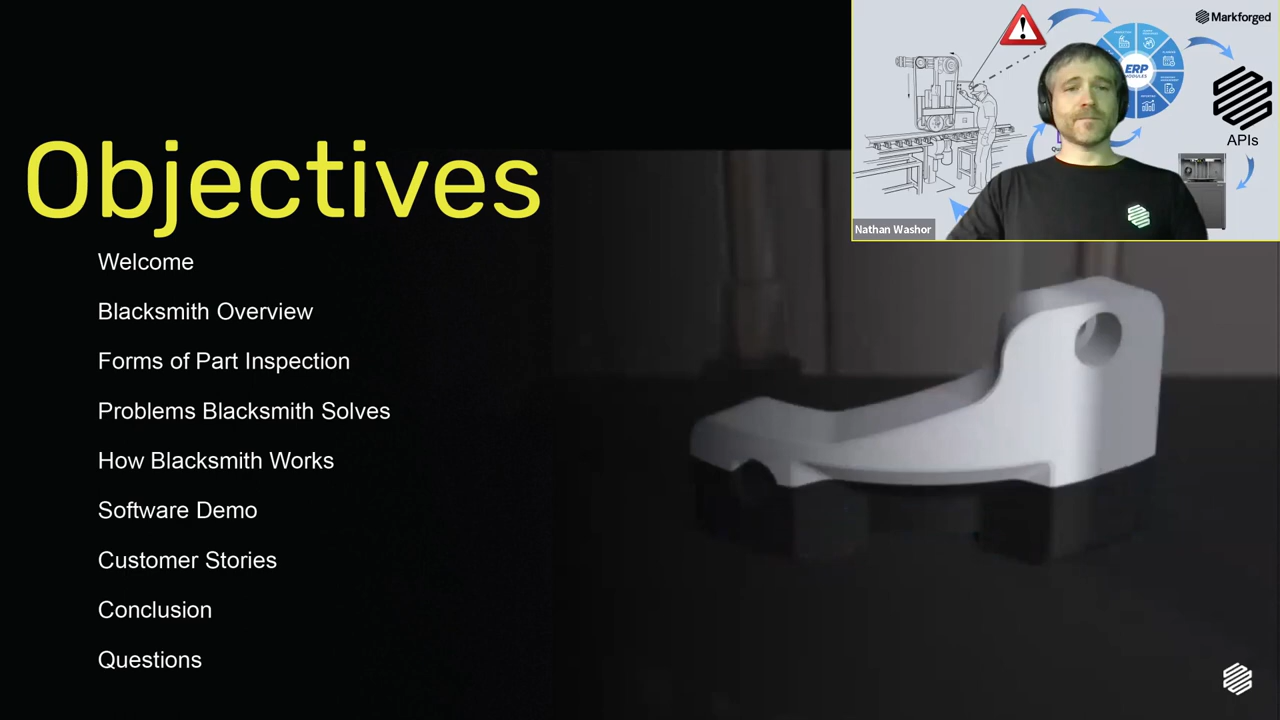 Objectives
Welcome
Blacksmith Overview
Forms of Part Inspection
Problems Blacksmith Solves
How Blacksmith Works
Software Demo
Customer Stories
Conclusion
Questions
Markforged
ERP
APIs
Nathan Washor